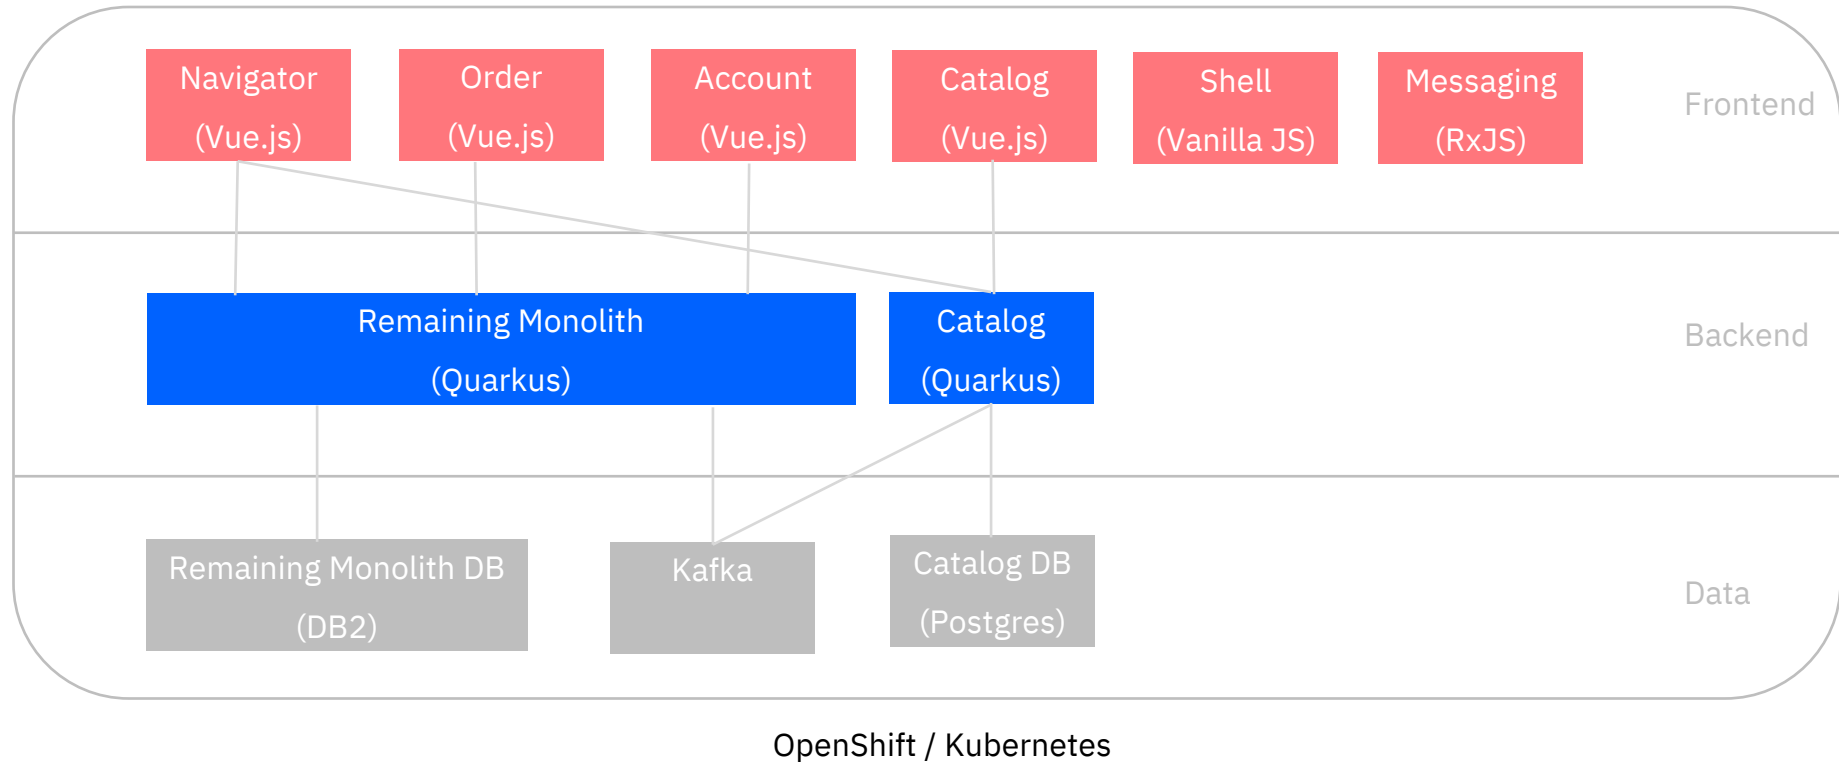 Navigator
(Vue.js)
Order
(Vue.js)
Account
(Vue.js)
Catalog
(Vue.js)
Shell
(Vanilla JS)
Messaging
(RxJS)
Frontend
Remaining Monolith
(Quarkus)
Catalog
(Quarkus)
Backend
Remaining Monolith DB
(DB2)
Kafka
Catalog DB
(Postgres)
Data
OpenShift / Kubernetes